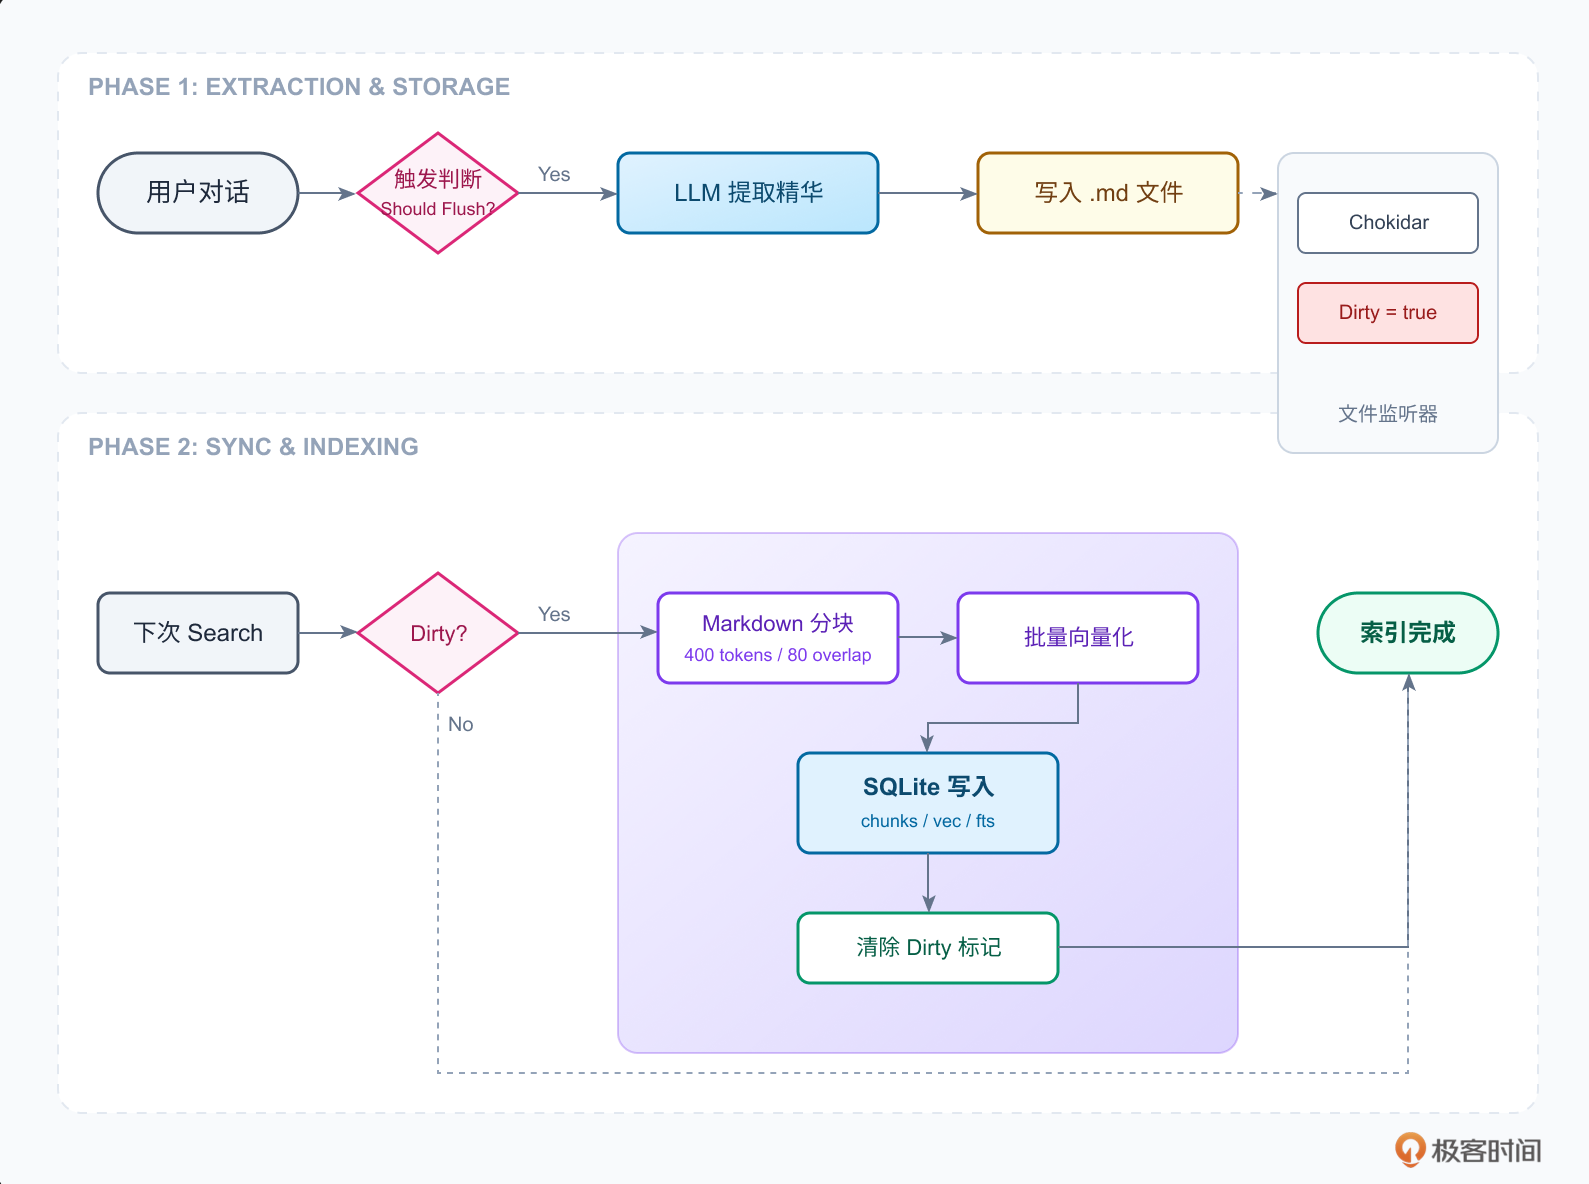 PHASE 1: EXTRACTION & STORAGE
用户对话
触发判断
Should Flush?
Yes
LLM 提取精华
写入 .md 文件
Chokidar
Dirty = true
文件监听器
PHASE 2: SYNC & INDEXING
下次 Search
Dirty?
Yes
No
Markdown 分块
400 tokens / 80 overlap
批量向量化
SQLite 写入
chunks / vec / fts
清除 Dirty 标记
索引完成
极客时间